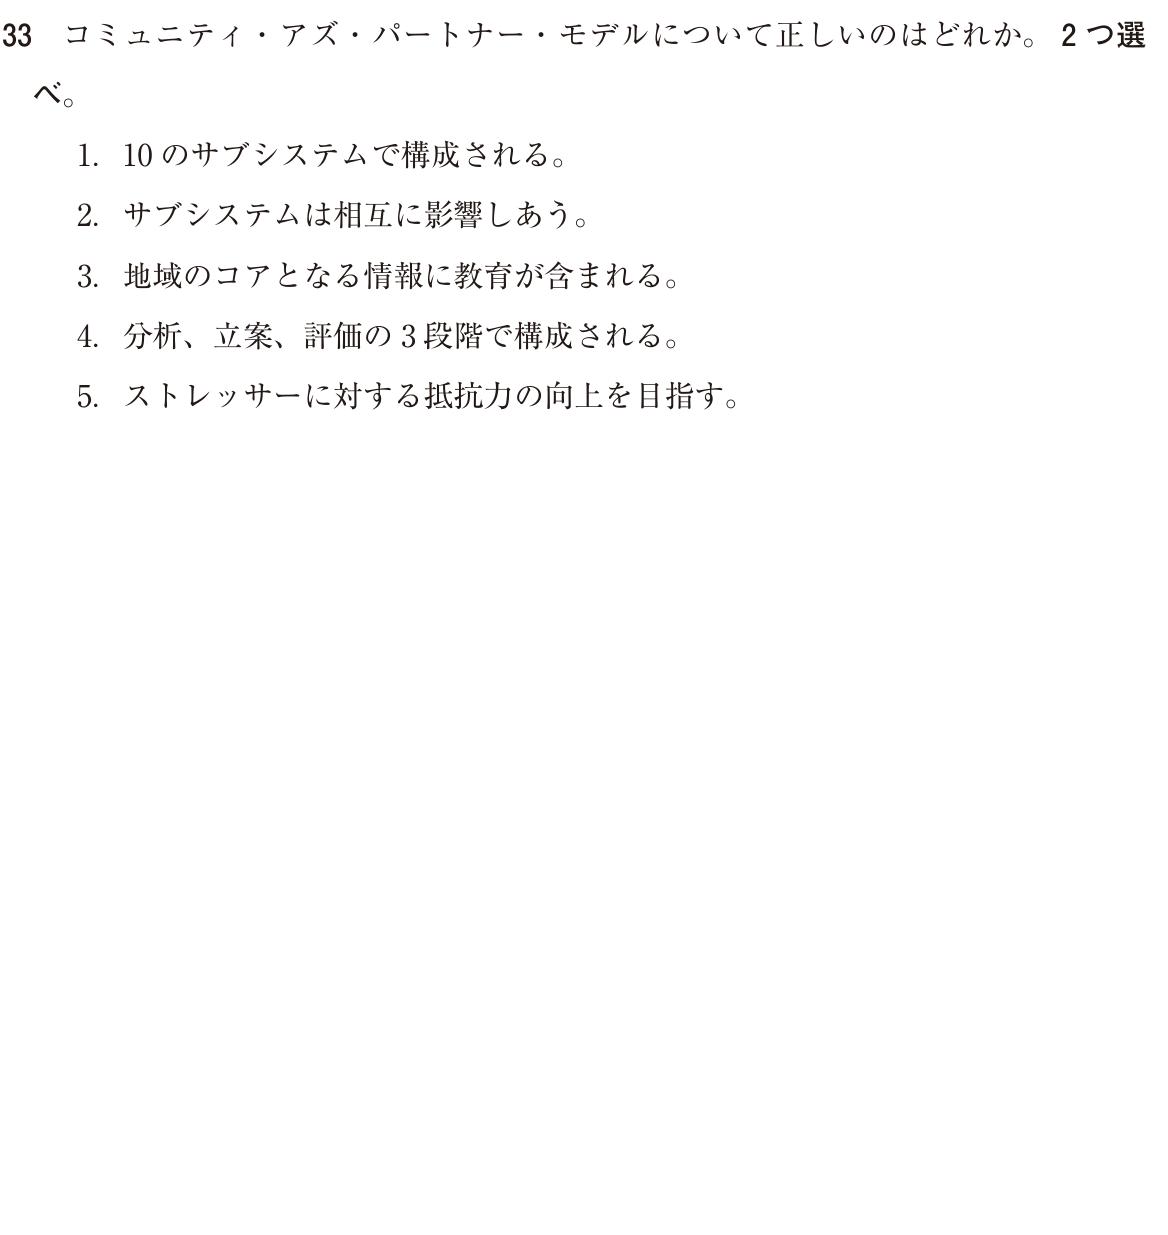 33　コミュニティ・アズ・パートナー・モデルについて正しいのはどれか。2つ選
べ。
1. 10のサブシステムで構成される。
2. サブシステムは相互に影響しあう。
3. 地域のコアとなる情報に教育が含まれる。
4. 分析、立案、評価の3段階で構成される。
5. ストレッサーに対する抵抗力の向上を目指す。